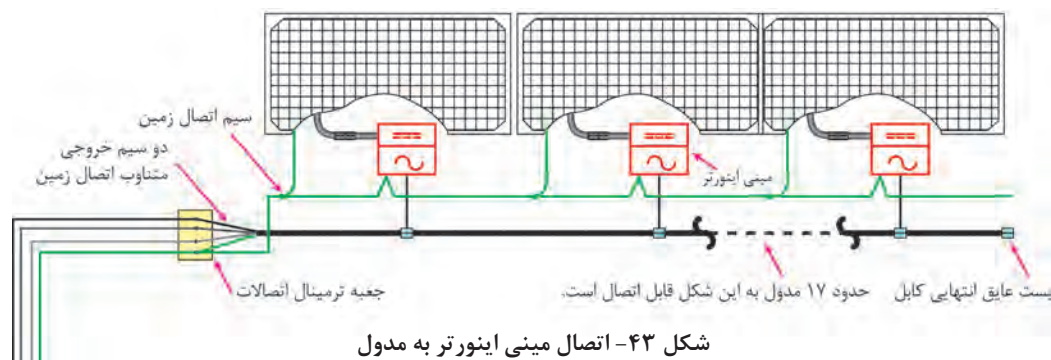 سیم اتصال زمین
دو سیم خروجی
متناوب اتصال زمین
مینی اینورتر
جعبه ترمینال اتصالات
حدود ۱۷ مدول به این شکل قابل اتصال است.
بست عایق انتهایی کابل
شکل ۴۳- اتصال مینی اینورتر به مدول